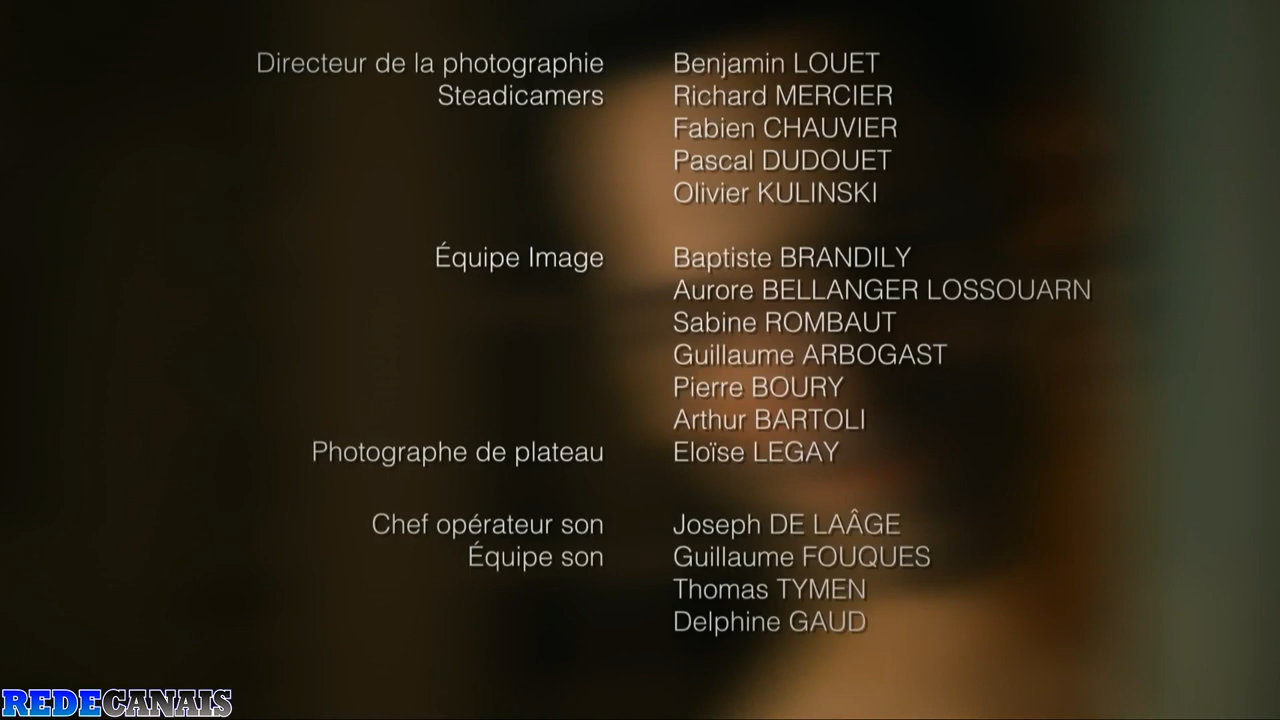 Directeur de la photographie Benjamin LOUET
Steadicamers Richard MERCIER
Fabien CHAUVIER
Pascal DUDOUET
Olivier KULINSKI
Équipe Image Baptiste BRANDILY
Aurore BELLANGER LOSSOUARN
Sabine ROMBAUT
Guillaume ARBOGAST
Pierre BOURY
Arthur BARTOLI
Photographe de plateau Eloïse LEGAY
Chef opérateur son Joseph DE LAÂGE
Équipe son Guillaume FOUQUES
Thomas TYMEN
Delphine GAUD
REDECANAIS